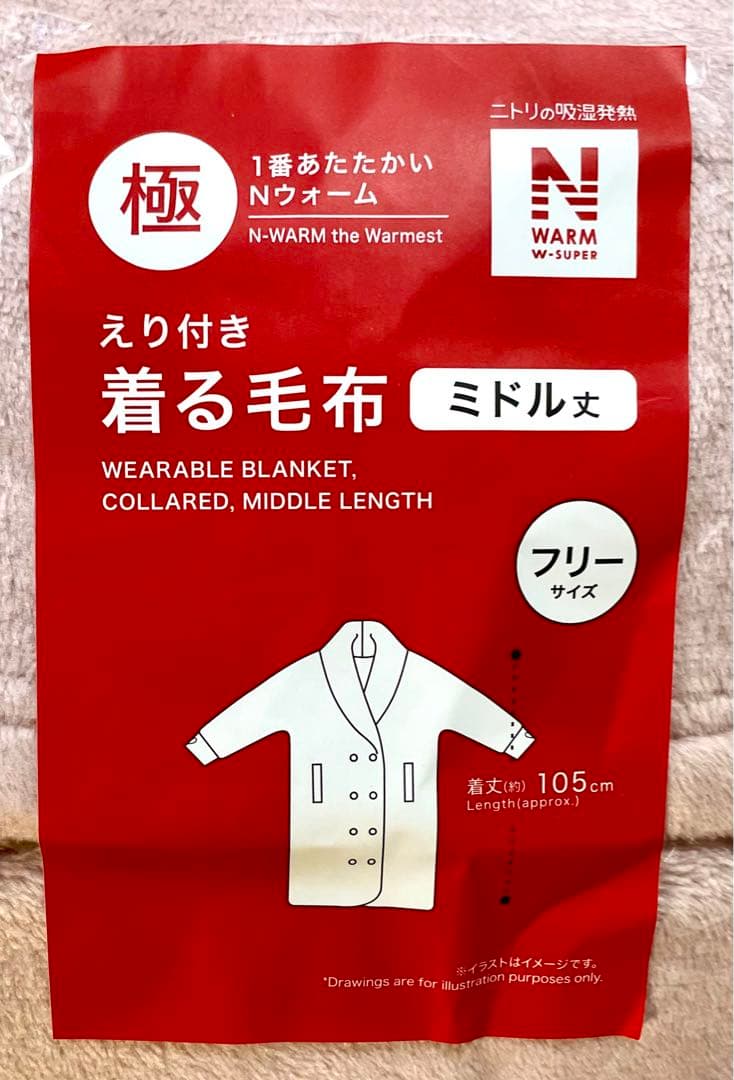 ニトリの吸湿発熱
極
1番あたたかい
Nウォーム
N-WARM the Warmest
N
WARM
W-SUPER
えり付き
着る毛布
ミドル丈
WEARABLE BLANKET,
COLLARED, MIDDLE LENGTH
フリー
サイズ
着丈(約) 105cm
Length(approx.)
※イラストはイメージです。
*Drawings are for illustration purposes only.